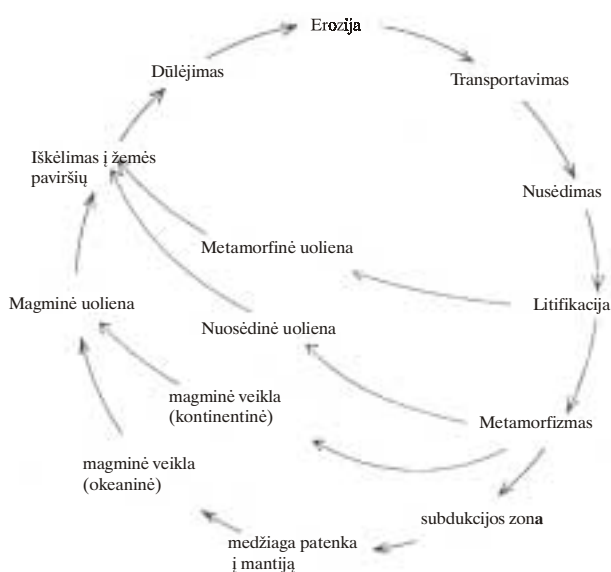 Erozija
Dūlėjimas
Transportavimas
Iškėlimas į žemės
paviršių
Nusėdimas
Metamorfinė uoliena
Magminė uoliena
Litifikacija
Nuosėdinė uoliena
magminė veikla
(kontinentinė)
Metamorfizmas
magminė veikla
(okeaninė)
subdukcijos zona
medžiaga patenka
į mantiją